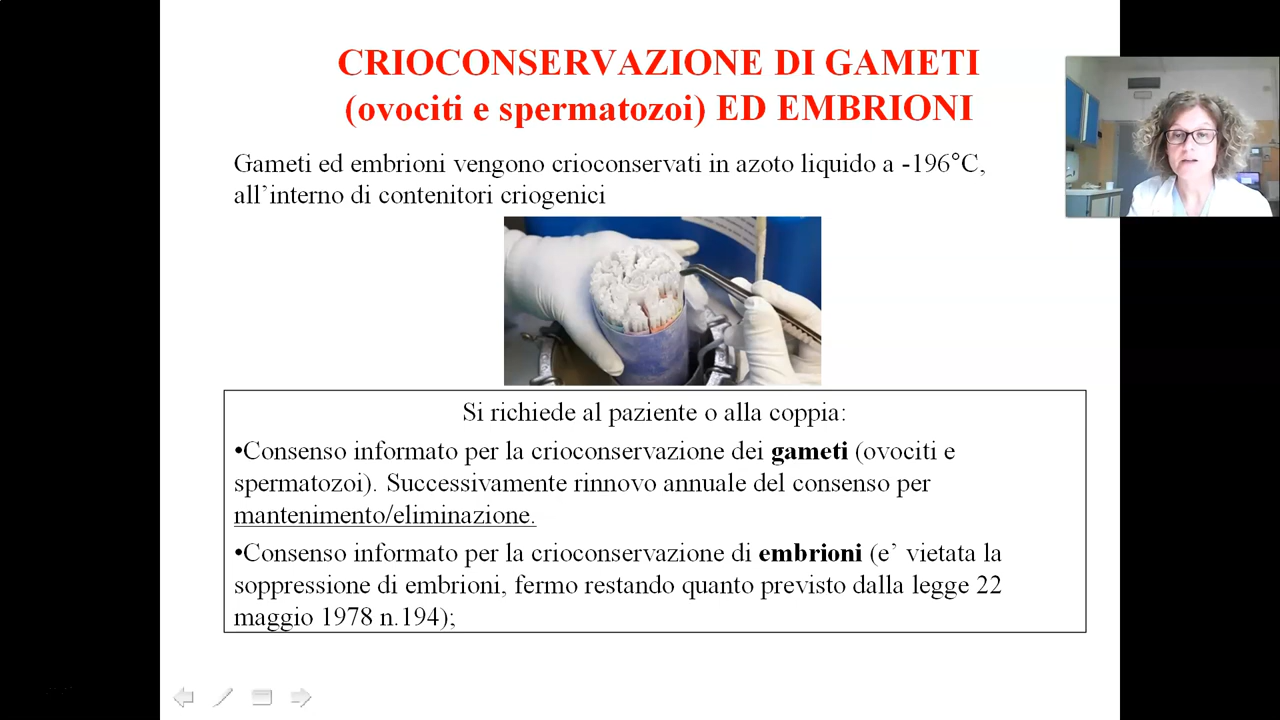 CRIOCONSERVAZIONE DI GAMETI
(ovociti e spermatozoi) ED EMBRIONI
Gameti ed embrioni vengono crioconservati in azoto liquido a -196°C,
all’interno di contenitori criogenici
Si richiede al paziente o alla coppia:
•Consenso informato per la crioconservazione dei gameti (ovociti e
spermatozoi). Successivamente rinnovo annuale del consenso per
mantenimento/eliminazione.
•Consenso informato per la crioconservazione di embrioni (e’ vietata la
soppressione di embrioni, fermo restando quanto previsto dalla legge 22
maggio 1978 n.194);